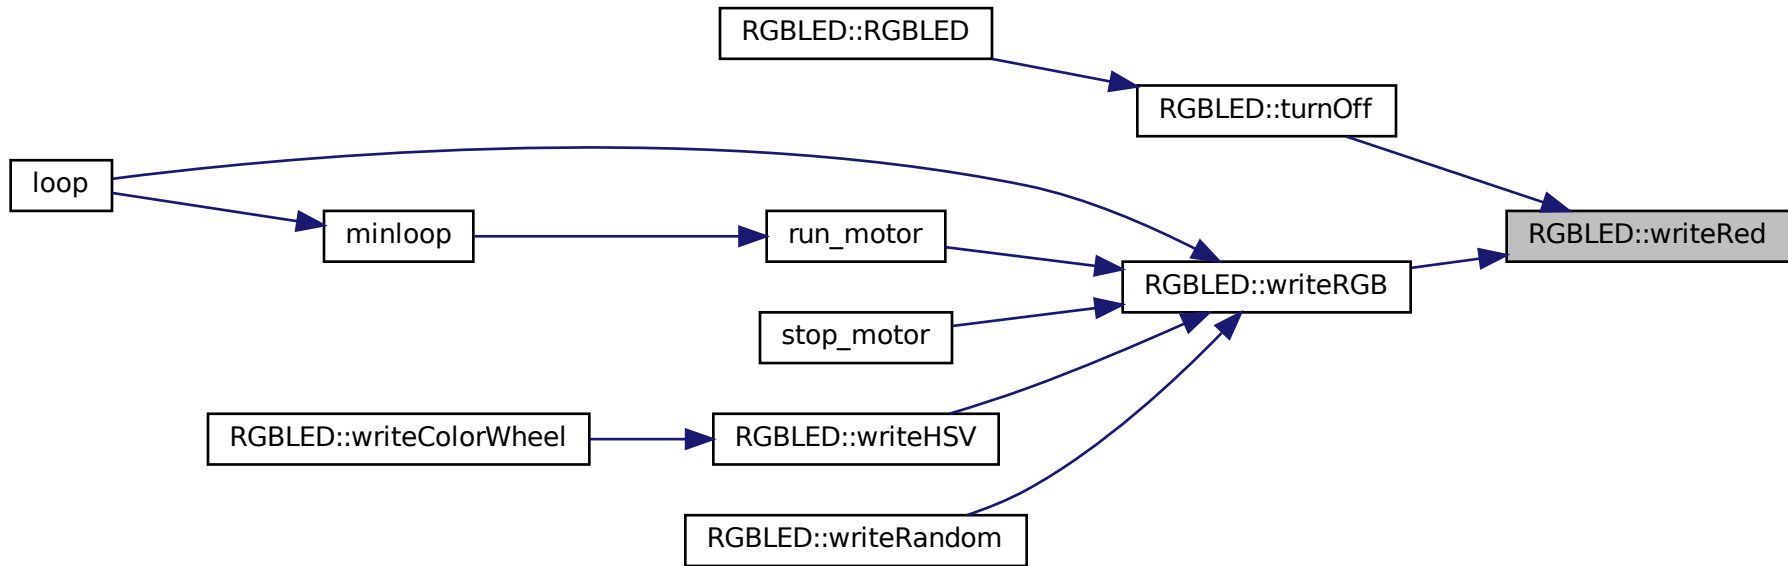 RGBLED::RGBLED
RGBLED::turnOff
loop
minloop
run_motor
RGBLED::writeRed
RGBLED::writeRGB
stop_motor
RGBLED::writeColorWheel
RGBLED::writeHSV
RGBLED::writeRandom